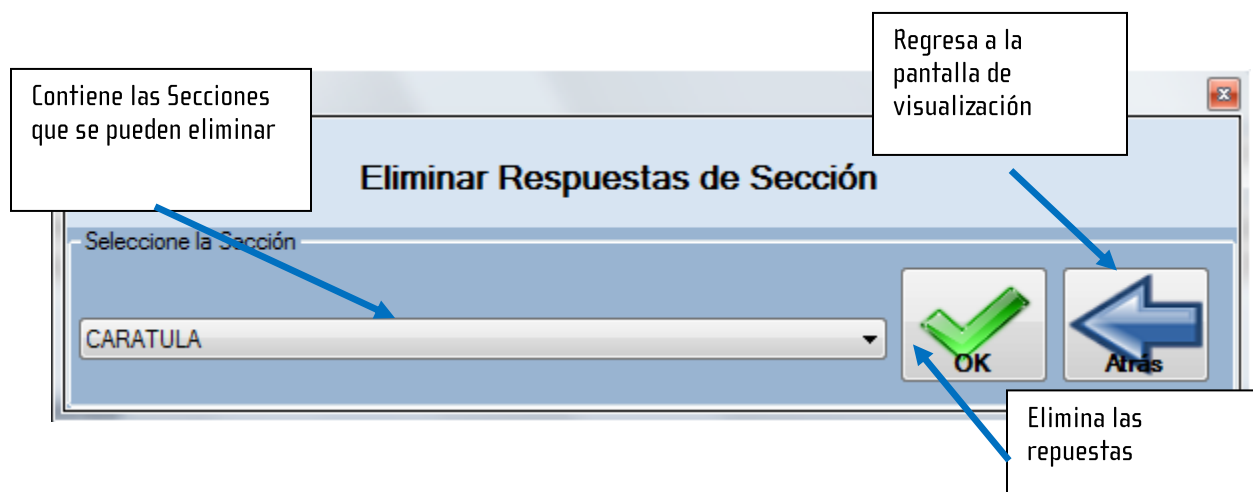 Regresa a la
pantalla de
visualización
Contiene las Secciones
que se pueden eliminar
Eliminar Respuestas de Sección
Seleccione la Sección
CARATULA
OK
Atrás
Elimina las
repuestas